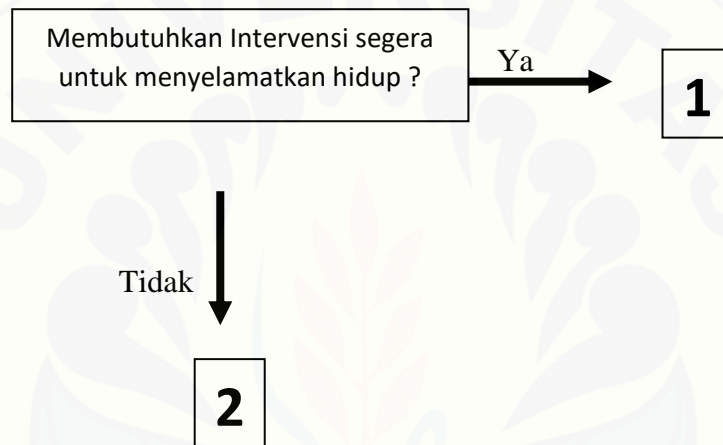 Membutuhkan Intervensi segera
untuk menyelamatkan hidup ?
Ya
1
Tidak
2